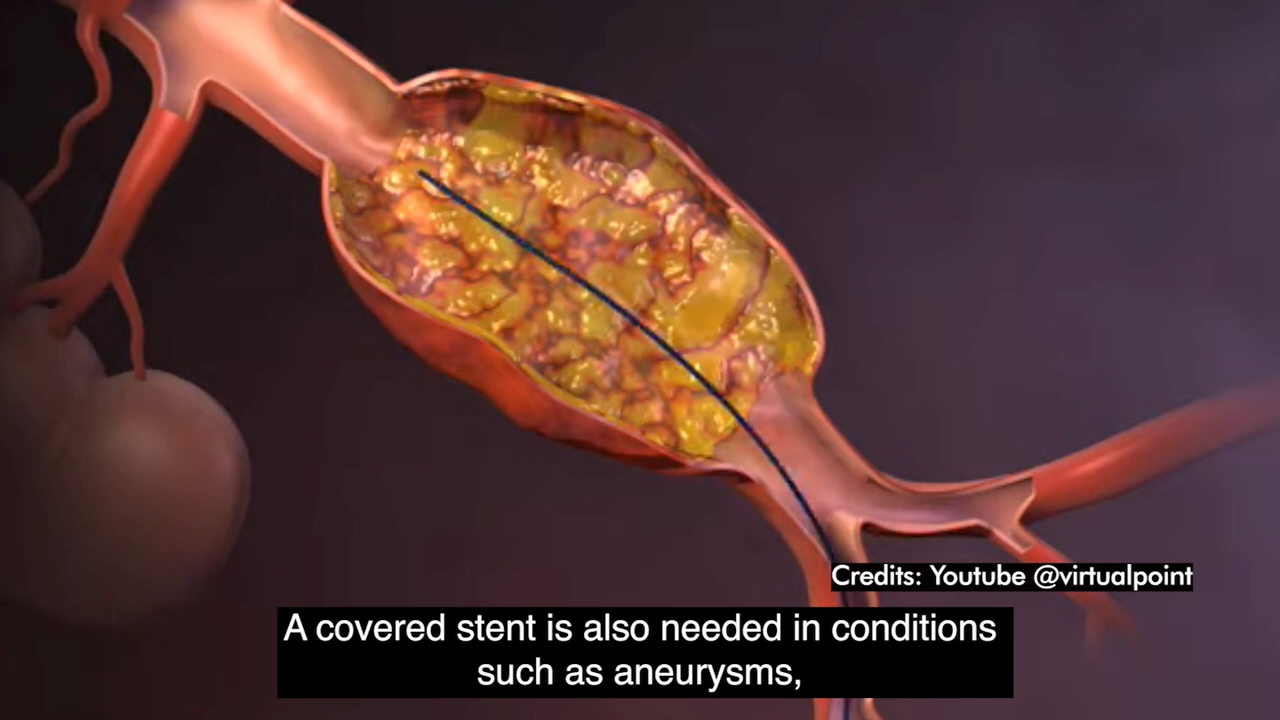 Credits: Youtube @virtualpoint
A covered stent is also needed in conditions
such as aneurysms,